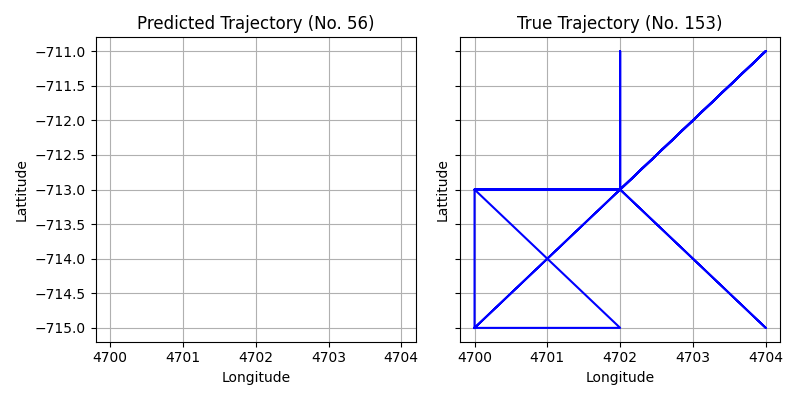 Predicted Trajectory (No. 56)
True Trajectory (No. 153)
−711.0
−711.5
−712.0
−712.5
−713.0
−713.5
−714.0
−714.5
−715.0
Lattitude
Lattitude
4700 4701 4702 4703 4704
4700 4701 4702 4703 4704
Longitude
Longitude